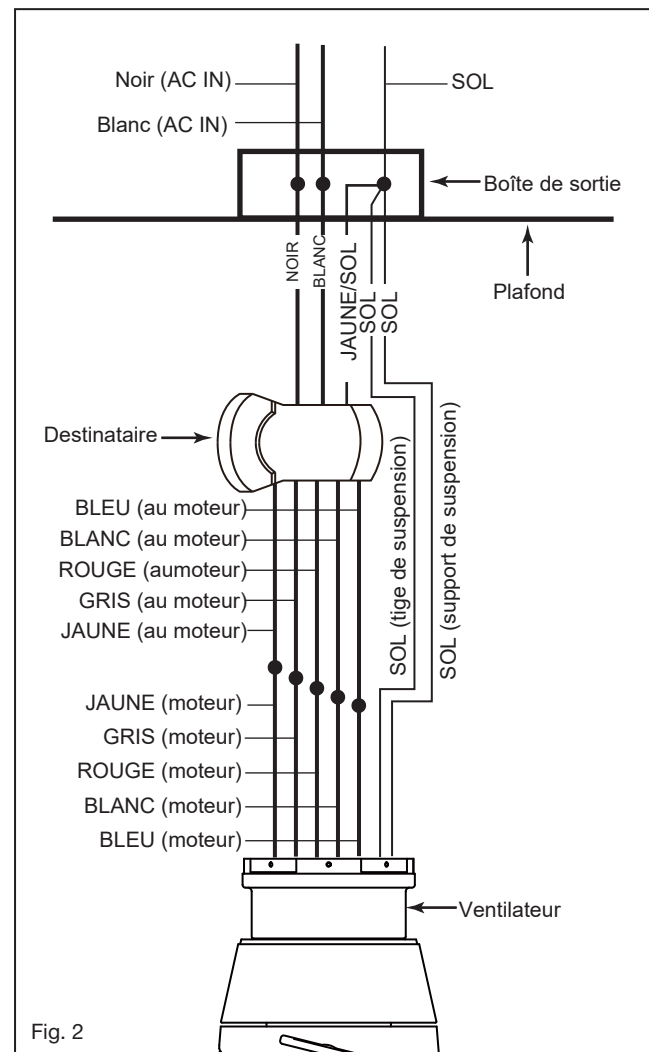 Noir (AC IN)
SOL
Blanc (AC IN)
Boîte de sortie
NOIR
BLANC
JAUNE/SOL
SOL
SOL
Plafond
Destinataire
SOL (tige de suspension)
SOL (support de suspension)
BLEU (au moteur)
BLANC (au moteur)
ROUGE (aumoteur)
GRIS (au moteur)
JAUNE (au moteur)
JAUNE (moteur)
GRIS (moteur)
ROUGE (moteur)
BLANC (moteur)
BLEU (moteur)
Ventilateur
Fig. 2